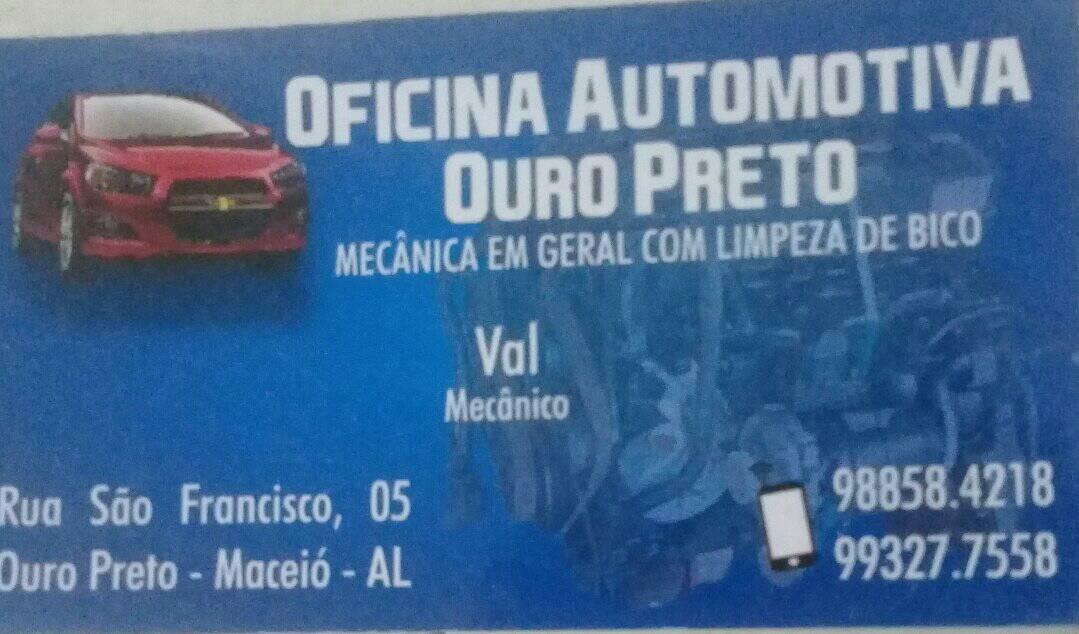 OFICINA AUTOMOTIVA
OURO PRETO
MECÂNICA EM GERAL COM LIMPEZA DE BICO
Val
Mecânico
Rua São Francisco, 05
Ouro Preto - Maceió - AL
98858.4218
99327.7558